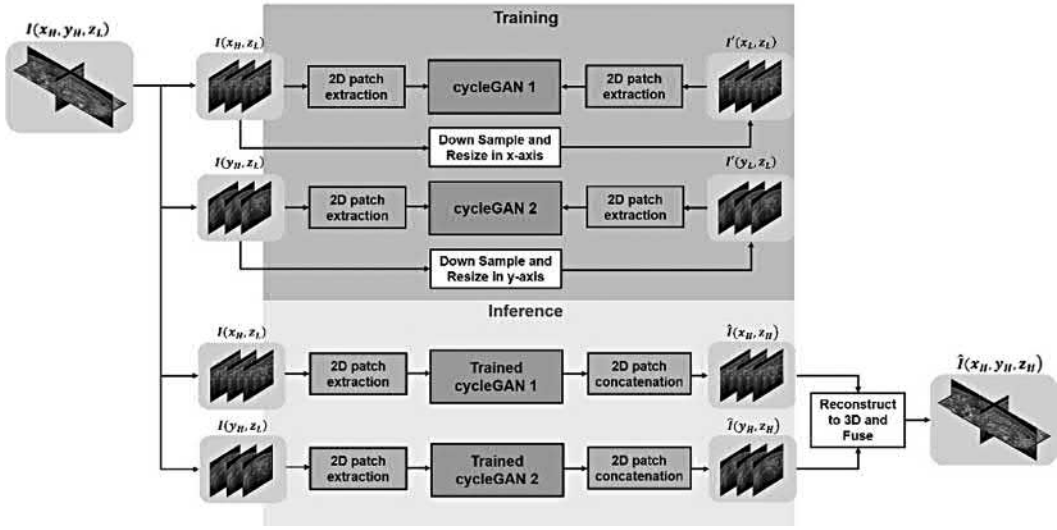 Training
I(x_H, y_H, z_L)
I(x_H, z_L)
I′(x_L, z_L)
2D patch
extraction
cycleGAN 1
2D patch
extraction
Down Sample and
Resize in x-axis
I(y_H, z_L)
I′(y_L, z_L)
2D patch
extraction
cycleGAN 2
2D patch
extraction
Down Sample and
Resize in y-axis
Inference
I(x_H, z_L)
Î(x_H, z_H)
2D patch
extraction
Trained
cycleGAN 1
2D patch
concatenation
Î(x_H, y_H, z_H)
Reconstruct
to 3D and
Fuse
I(y_H, z_L)
Î(y_H, z_H)
2D patch
extraction
Trained
cycleGAN 2
2D patch
concatenation